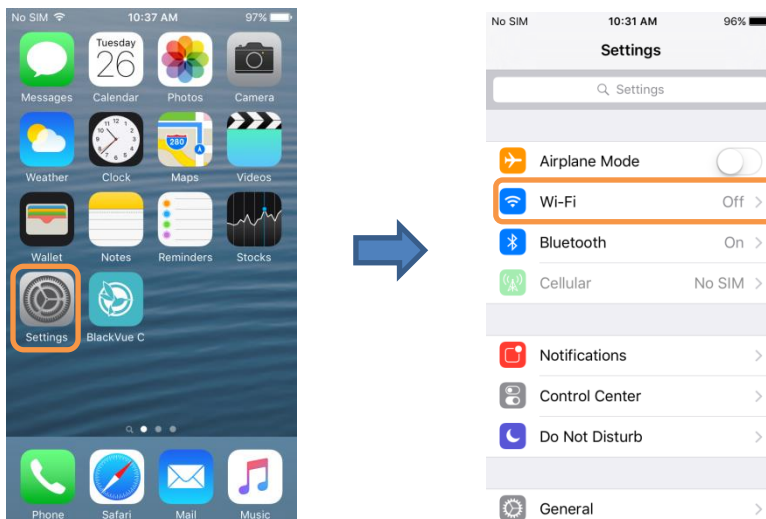 No SIM 10:37 AM 97%
Tuesday
26
Messages Calendar Photos Camera
12
280
Weather Clock Maps Videos
Wallet Notes Reminders Stocks
Settings BlackVue C
Phone Safari Mail Music
No SIM 10:31 AM 96%
Settings
Settings
Airplane Mode
Wi-Fi Off
Bluetooth On
Cellular No SIM
Notifications
Control Center
Do Not Disturb
General